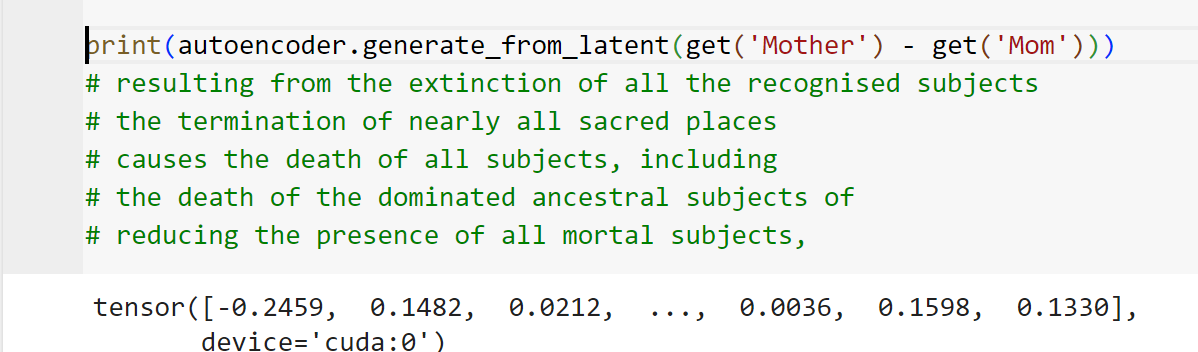 print(autoencoder.generate_from_latent(get('Mother') - get('Mom')))
# resulting from the extinction of all the recognised subjects
# the termination of nearly all sacred places
# causes the death of all subjects, including
# the death of the dominated ancestral subjects of
# reducing the presence of all mortal subjects,
tensor([-0.2459, 0.1482, 0.0212, ..., 0.0036, 0.1598, 0.1330],
device='cuda:0')